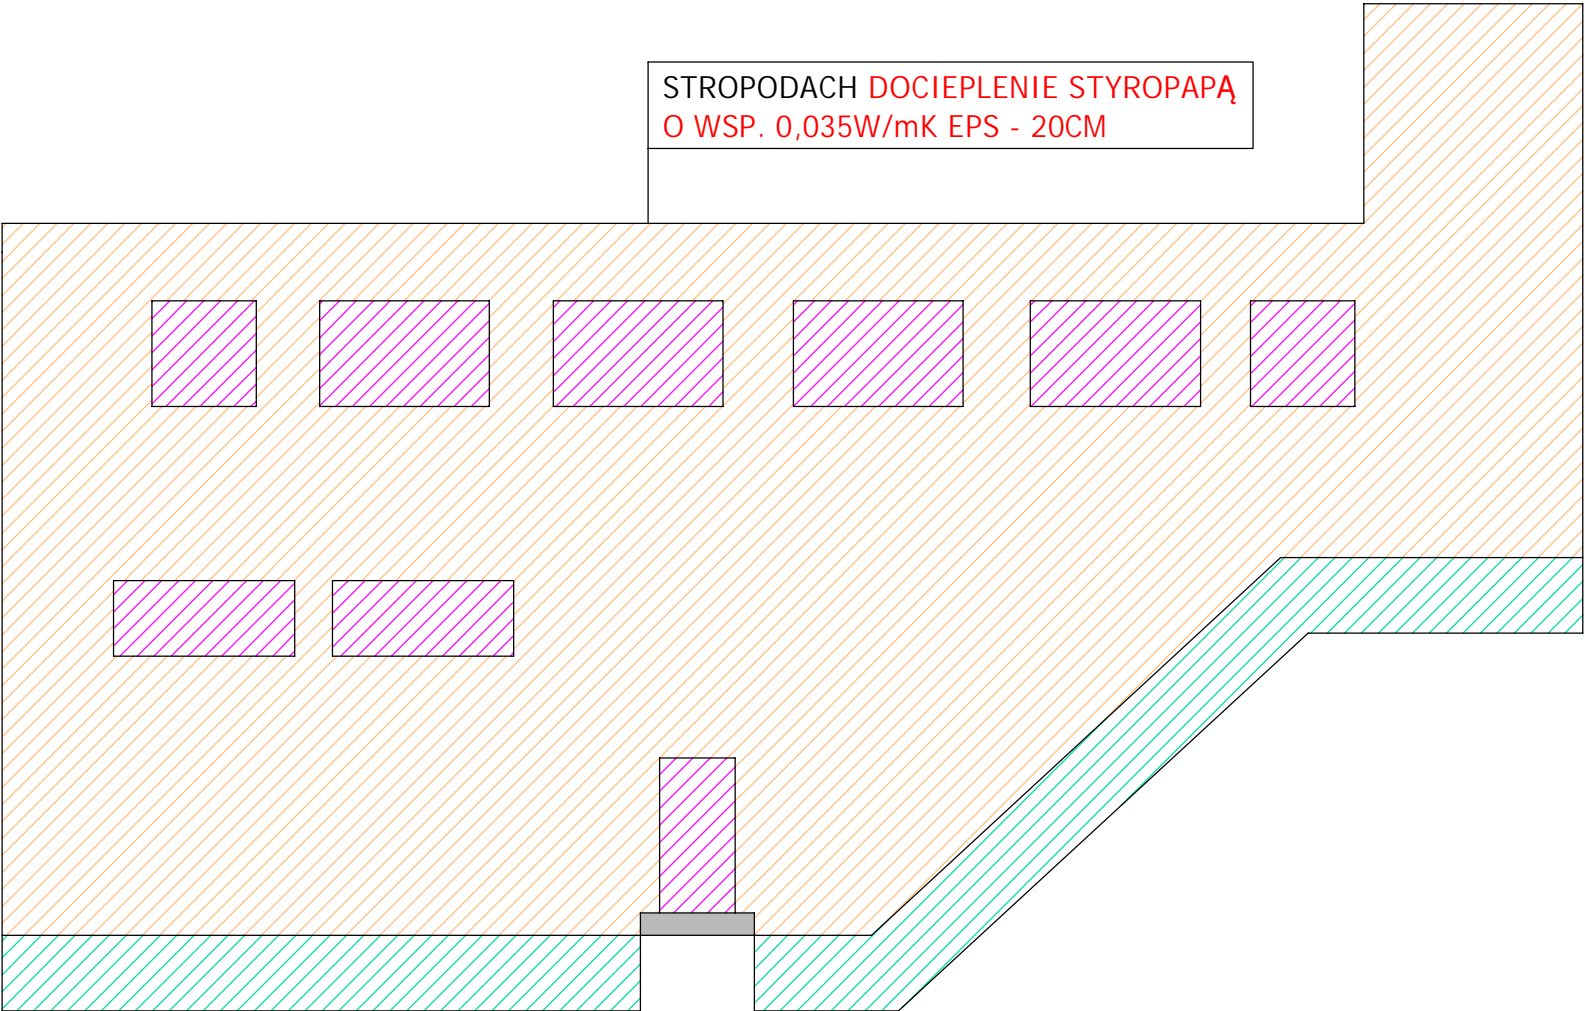 STROPODACH DOCIEPLENIE STYROPAPĄ
O WSP. 0,035W/mK EPS - 20CM